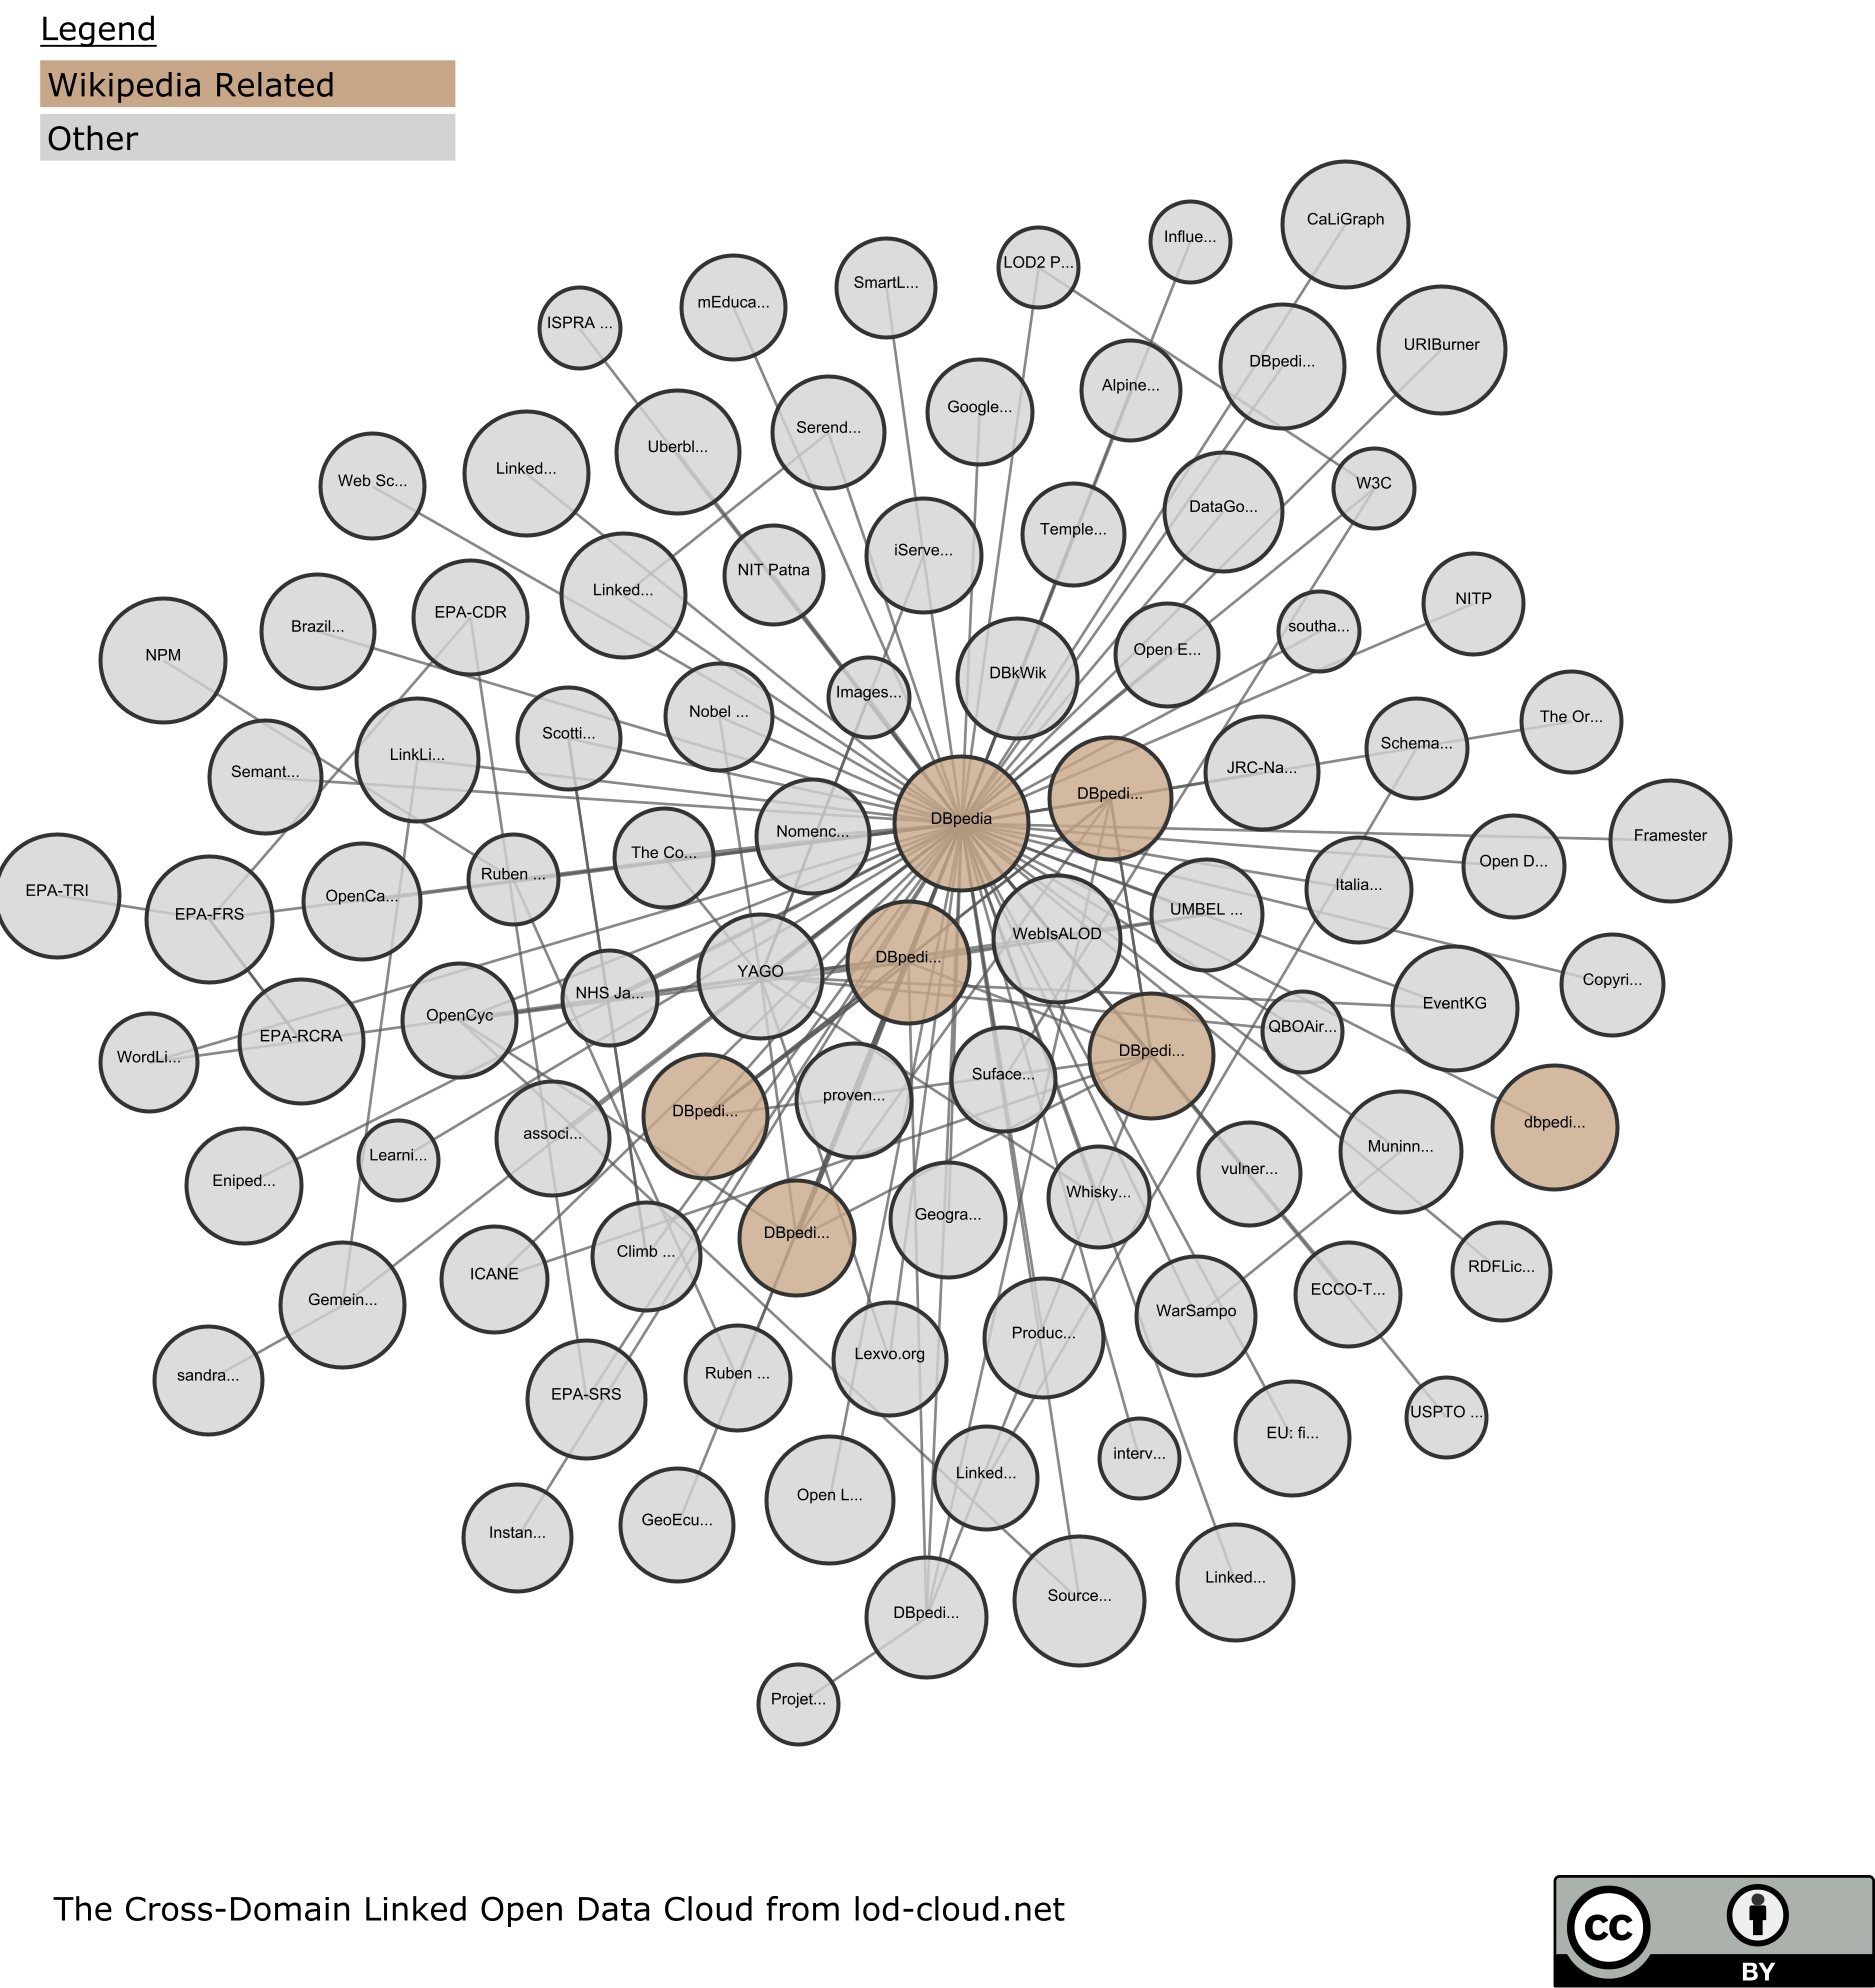 Legend
Wikipedia Related
Other
CaLiGraph
Influe...
LOD2 P...
SmartL...
mEduca...
ISPRA ...
URIBurner
DBpedi...
Alpine...
Google...
Serend...
Uberbl...
Linked...
Web Sc...
W3C
DataGo...
Temple...
iServe...
NIT Patna
Linked...
EPA-CDR
Brazil...
NPM
NITP
southa...
Open E...
DBkWik
Images...
Nobel ...
Scotti...
LinkLi...
Semant...
The Or...
Schema...
JRC-Na...
DBpedi...
DBpedia
Nomenc...
The Co...
Ruben ...
OpenCa...
EPA-FRS
EPA-TRI
Framester
Open D...
Italia...
UMBEL ...
WebIsALOD
DBpedi...
YAGO
NHS Ja...
OpenCyc
EPA-RCRA
WordLi...
Copyri...
EventKG
QBOAir...
DBpedi...
Suface...
proven...
DBpedi...
associ...
Learni...
Eniped...
dbpedi...
Muninn...
vulner...
Whisky...
Geogra...
DBpedi...
Climb ...
ICANE
Gemein...
sandra...
RDFLic...
ECCO-T...
WarSampo
Produc...
Lexvo.org
Ruben ...
EPA-SRS
USPTO ...
EU: fi...
interv...
Linked...
Open L...
GeoEcu...
Instan...
Linked...
Source...
DBpedi...
Projet...
The Cross-Domain Linked Open Data Cloud from lod-cloud.net
cc
BY